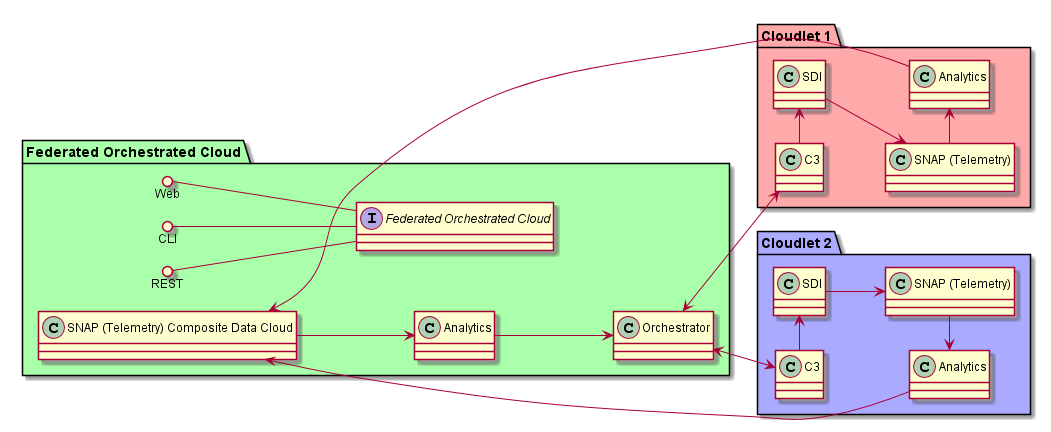 Cloudlet 1
C SDI
C Analytics
C C3
C SNAP (Telemetry)
Federated Orchestrated Cloud
Web
CLI
REST
I Federated Orchestrated Cloud
C SNAP (Telemetry) Composite Data Cloud
C Analytics
C Orchestrator
Cloudlet 2
C SDI
C SNAP (Telemetry)
C C3
C Analytics